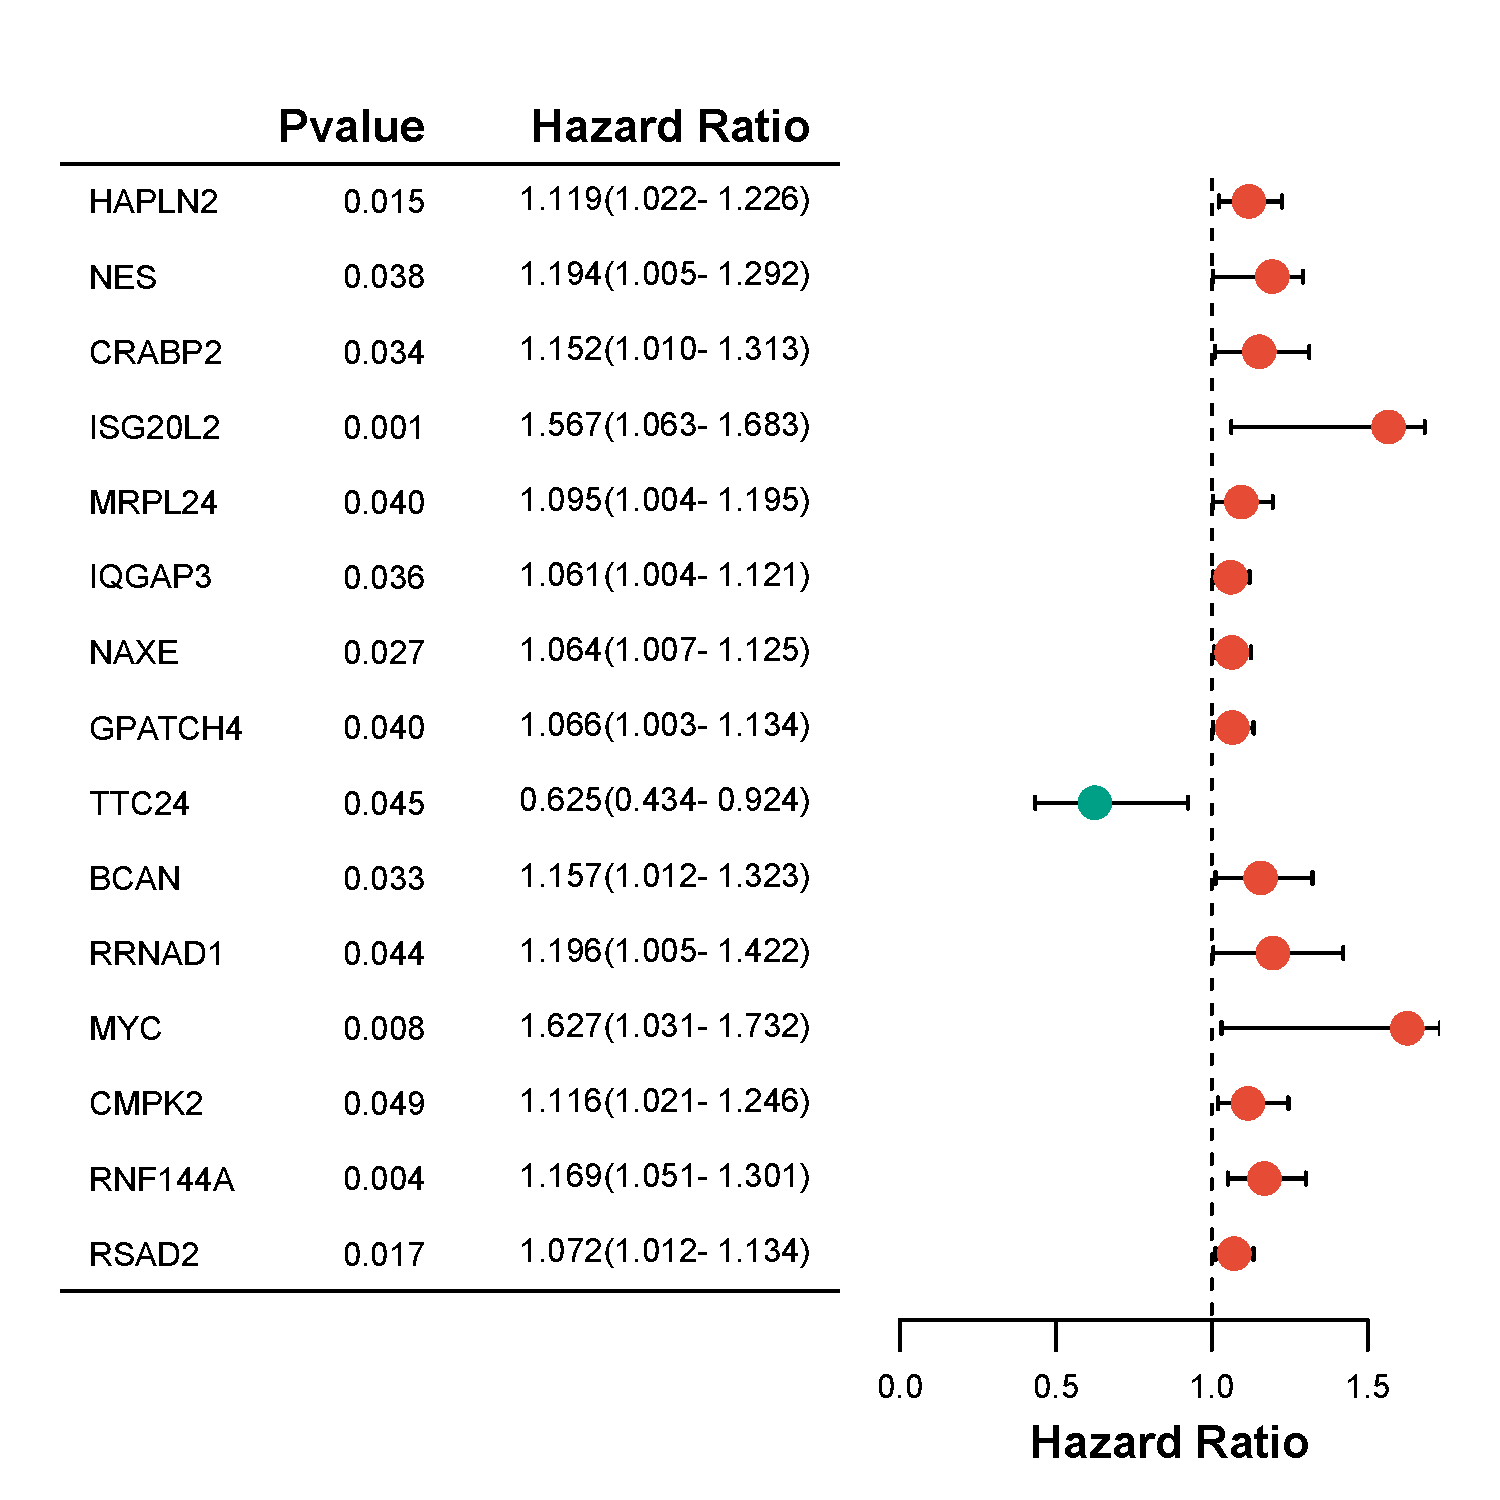 Pvalue Hazard Ratio
HAPLN2 0.015 1.119(1.022- 1.226)
NES 0.038 1.194(1.005- 1.292)
CRABP2 0.034 1.152(1.010- 1.313)
ISG20L2 0.001 1.567(1.063- 1.683)
MRPL24 0.040 1.095(1.004- 1.195)
IQGAP3 0.036 1.061(1.004- 1.121)
NAXE 0.027 1.064(1.007- 1.125)
GPATCH4 0.040 1.066(1.003- 1.134)
TTC24 0.045 0.625(0.434- 0.924)
BCAN 0.033 1.157(1.012- 1.323)
RRNAD1 0.044 1.196(1.005- 1.422)
MYC 0.008 1.627(1.031- 1.732)
CMPK2 0.049 1.116(1.021- 1.246)
RNF144A 0.004 1.169(1.051- 1.301)
RSAD2 0.017 1.072(1.012- 1.134)
0.0 0.5 1.0 1.5
Hazard Ratio